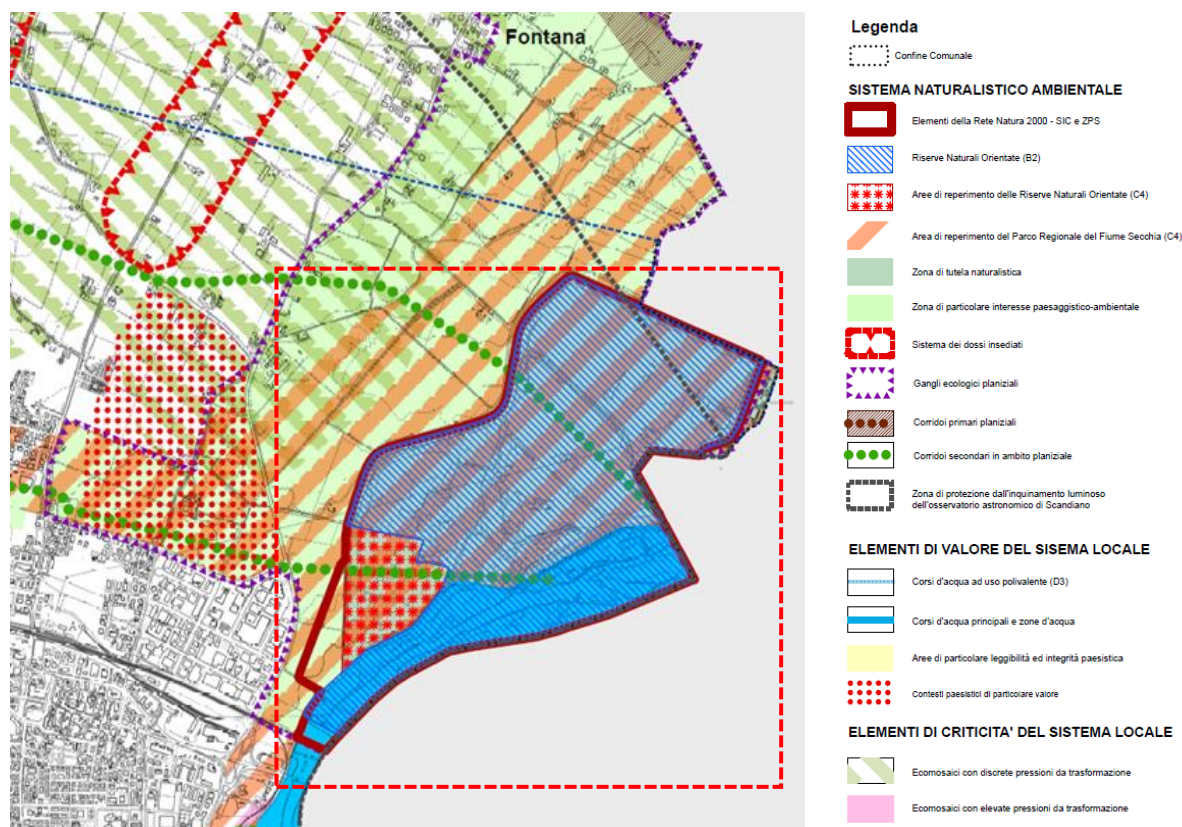 Fontana
Legenda
Confine Comunale
SISTEMA NATURALISTICO AMBIENTALE
Elementi della Rete Natura 2000 - SIC e ZPS
Riserve Naturali Orientate (B2)
Aree di reperimento delle Riserve Naturali Orientate (C4)
Area di reperimento del Parco Regionale del Fiume Secchia (C4)
Zona di tutela naturalistica
Zona di particolare interesse paesaggistico-ambientale
Sistema dei dossi insediati
Gangli ecologici planiziali
Corridoi primari planiziali
Corridoi secondari in ambito planiziale
Zona di protezione dall'inquinamento luminoso
dell'osservatorio astronomico di Scandiano
ELEMENTI DI VALORE DEL SISEMA LOCALE
Corsi d'acqua ad uso polivalente (D3)
Corsi d'acqua principali e zone d'acqua
Aree di particolare leggibilità ed integrità paesistica
Contesti paesistici di particolare valore
ELEMENTI DI CRITICITA' DEL SISTEMA LOCALE
Ecomosaici con discrete pressioni da trasformazione
Ecomosaici con elevate pressioni da trasformazione